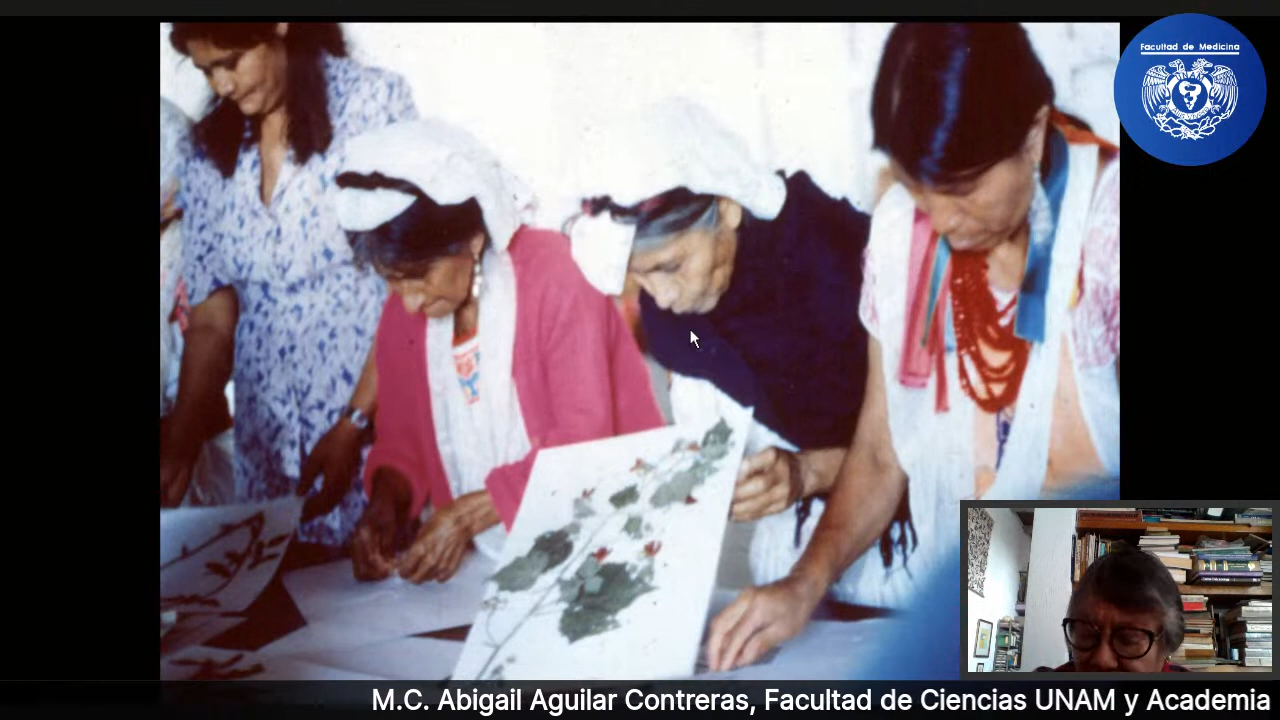 Facultad de Medicina
M.C. Abigail Aguilar Contreras, Facultad de Ciencias UNAM y Academia